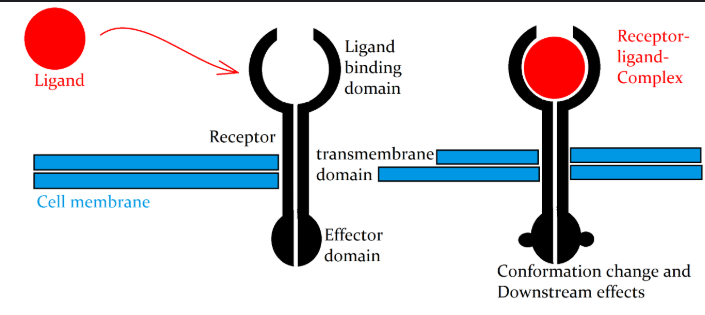 Ligand
Ligand
binding
domain
Receptor
Cell membrane
Effector
domain
transmembrane
domain
Receptor-
ligand-
Complex
Conformation change and
Downstream effects